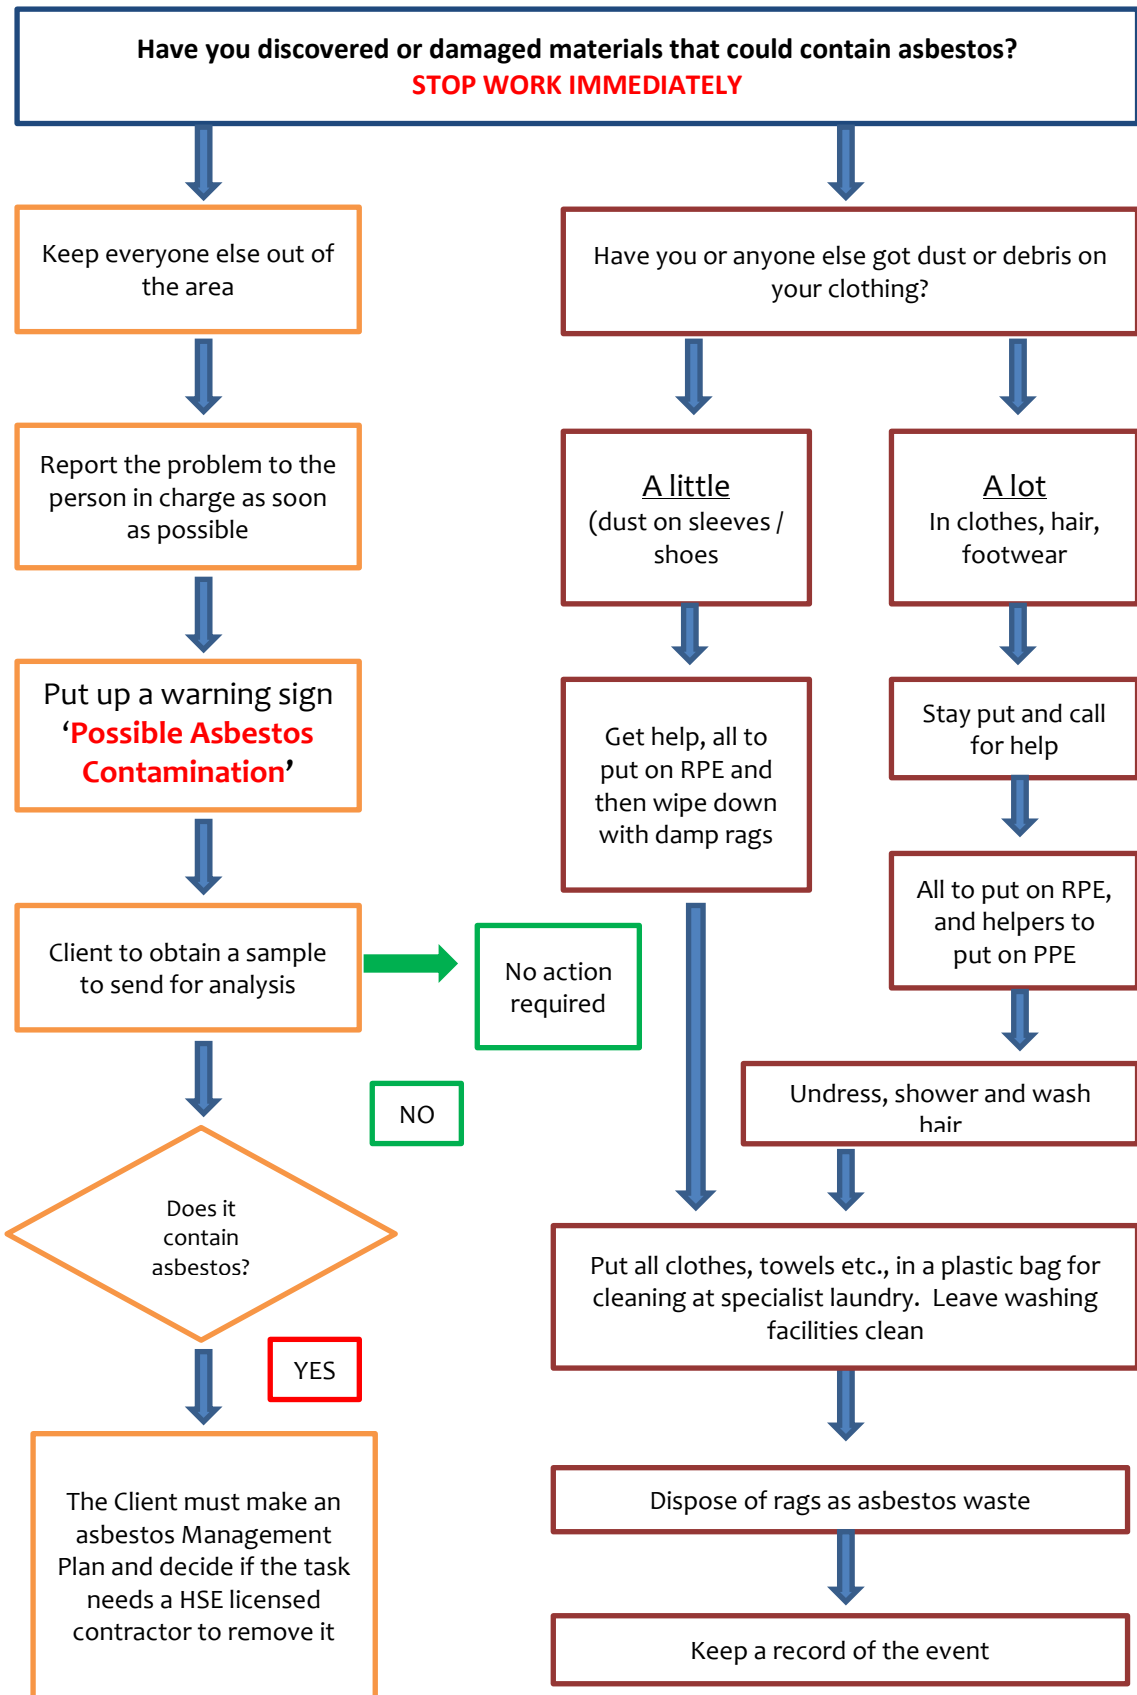 Have you discovered or damaged materials that could contain asbestos?
STOP WORK IMMEDIATELY
Keep everyone else out of
the area
Report the problem to the
person in charge as soon
as possible
Put up a warning sign
‘Possible Asbestos
Contamination’
Client to obtain a sample
to send for analysis
No action
required
NO
Does it
contain
asbestos?
YES
The Client must make an
asbestos Management
Plan and decide if the task
needs a HSE licensed
contractor to remove it
Have you or anyone else got dust or debris on
your clothing?
A little
(dust on sleeves /
shoes
Get help, all to
put on RPE and
then wipe down
with damp rags
A lot
In clothes, hair,
footwear
Stay put and call
for help
All to put on RPE,
and helpers to
put on PPE
Undress, shower and wash
hair
Put all clothes, towels etc., in a plastic bag for
cleaning at specialist laundry.  Leave washing
facilities clean
Dispose of rags as asbestos waste
Keep a record of the event